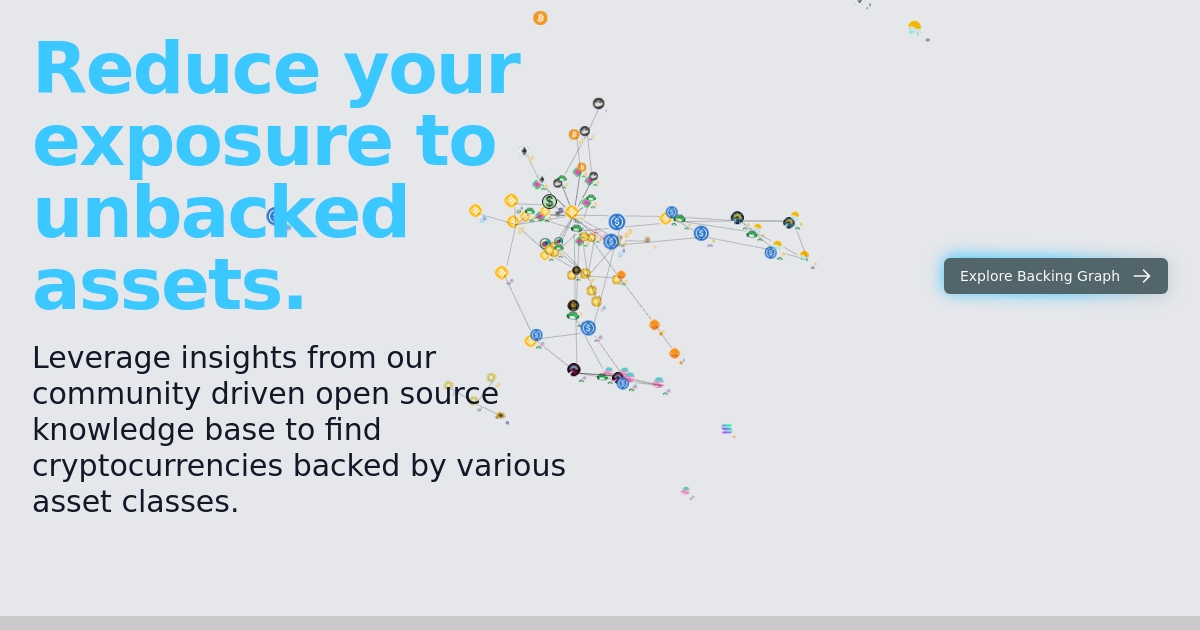 Reduce your
exposure to
unbacked
assets.
Leverage insights from our
community driven open source
knowledge base to find
cryptocurrencies backed by various
asset classes.
Explore Backing Graph